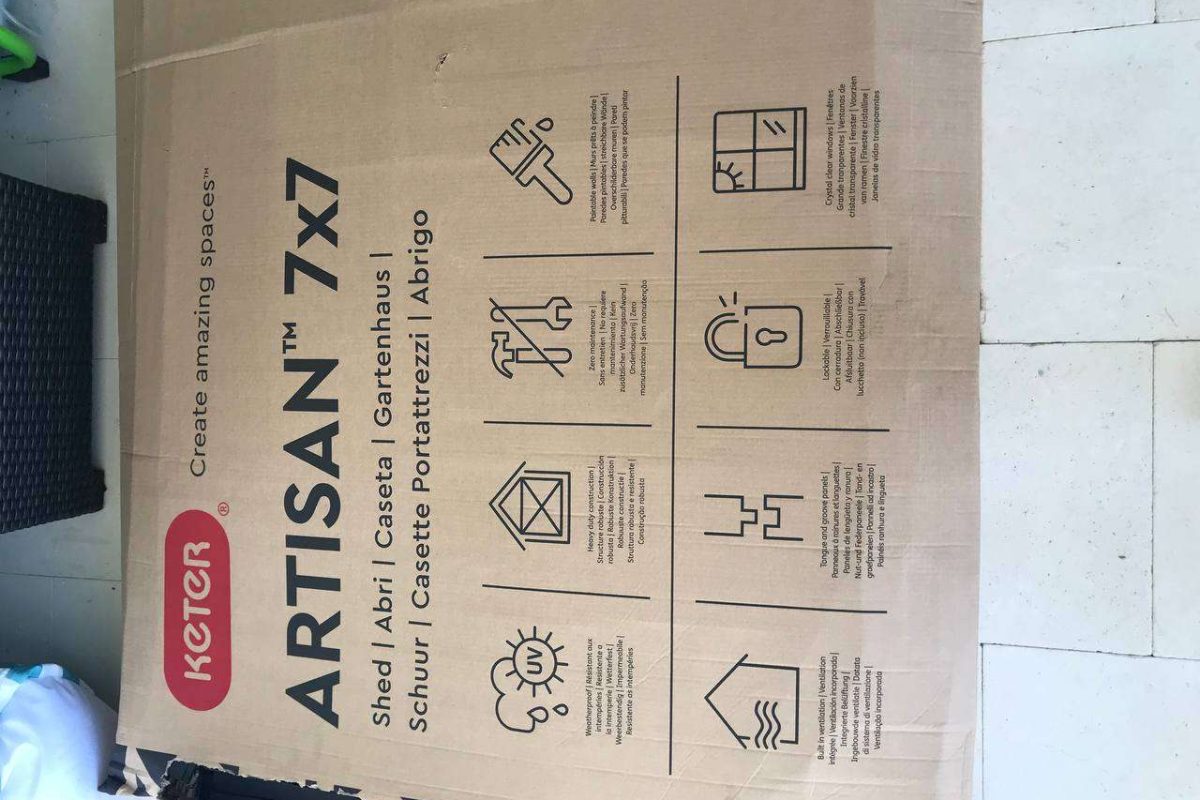 KETER® Create amazing spaces™
ARTISAN™ 7x7
Shed | Abri | Caseta | Gartenhaus |
Schuur | Casette Portattrezzi | Abrigo
UV
Weatherproof | Résistant aux
intempéries | Resistente a
la intemperie | Wetterfest |
Weerbestendig | Impermeabile |
Resistente às intempéries
Heavy duty construction |
Structure robuste | Construcción
robusta | Robuste Konstruktion |
Robuuste constructie |
Struttura robusta e resistente |
Construção robusta
Zero maintenance |
Sans entretien | No requiere
mantenimiento | Kein
zusätzlicher Wartungsaufwand |
Onderhoudsvrij | Zero
manutenzione | Sem manutenção
Paintable walls | Murs prêts à peindre |
Paredes pintables | streichbare Wände |
Overschilderbare muren | Pareti
pitturabili | Paredes que se podem pintar
Built in ventilation | Ventilation
intégrée | Ventilación incorporada |
Integrierte Belüftung |
Ingebouwde ventilatie | Dotata
di sistema di ventilazione |
Ventilação incorporada
Tongue and groove panels |
Panneaux à rainures et languettes |
Paneles de lengüeta y ranura |
Nut-und Federpaneele | Tand- en
groefpanelen | Pannelli ad incastro |
Painéis ranhura e lingueta
Lockable | Verrouillable |
Con cerradura | Abschließbar |
Afsluitbaar | Chiusura con
lucchetto (non incluso) | Travável
Crystal clear windows | Fenêtres
Grande tranparentes | Ventanas de
cristal transparente | Fenster | Voorzien
van ramen | Finestre cristalline |
Janelas de vidro transparentes